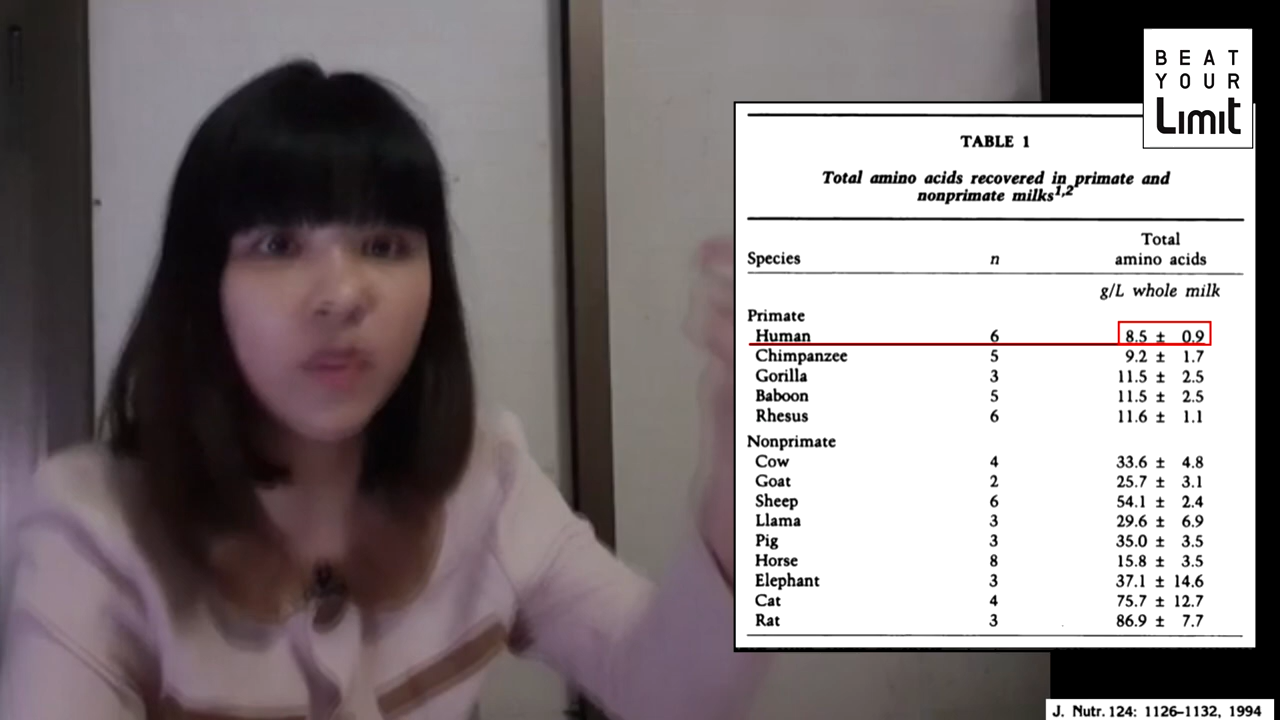 BEAT
YOUR
Limit
TABLE 1
Total amino acids recovered in primate and
nonprimate milks1,2
Total
Species n amino acids
g/L whole milk
Primate
Human 6 8.5 ± 0.9
Chimpanzee 5 9.2 ± 1.7
Gorilla 3 11.5 ± 2.5
Baboon 5 11.5 ± 2.5
Rhesus 6 11.6 ± 1.1
Nonprimate
Cow 4 33.6 ± 4.8
Goat 2 25.7 ± 3.1
Sheep 6 54.1 ± 2.4
Llama 3 29.6 ± 6.9
Pig 3 35.0 ± 3.5
Horse 8 15.8 ± 3.5
Elephant 3 37.1 ± 14.6
Cat 4 75.7 ± 12.7
Rat 3 86.9 ± 7.7
J. Nutr. 124: 1126–1132, 1994